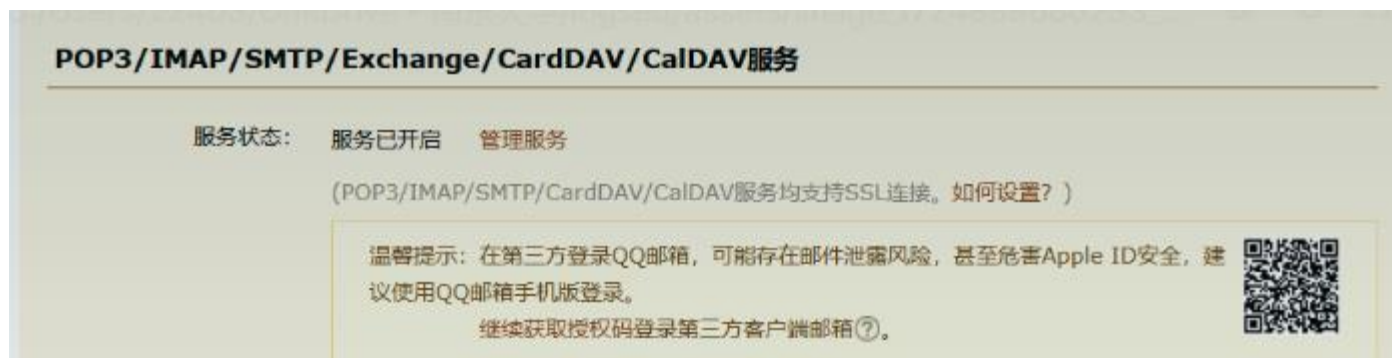 POP3/IMAP/SMTP/Exchange/CardDAV/CalDAV服务
服务状态： 服务已开启 管理服务
(POP3/IMAP/SMTP/CardDAV/CalDAV服务均支持SSL连接。如何设置？)
温馨提示：在第三方登录QQ邮箱，可能存在邮件泄露风险，甚至危害Apple ID安全，建
议使用QQ邮箱手机版登录。
继续获取授权码登录第三方客户端邮箱?。